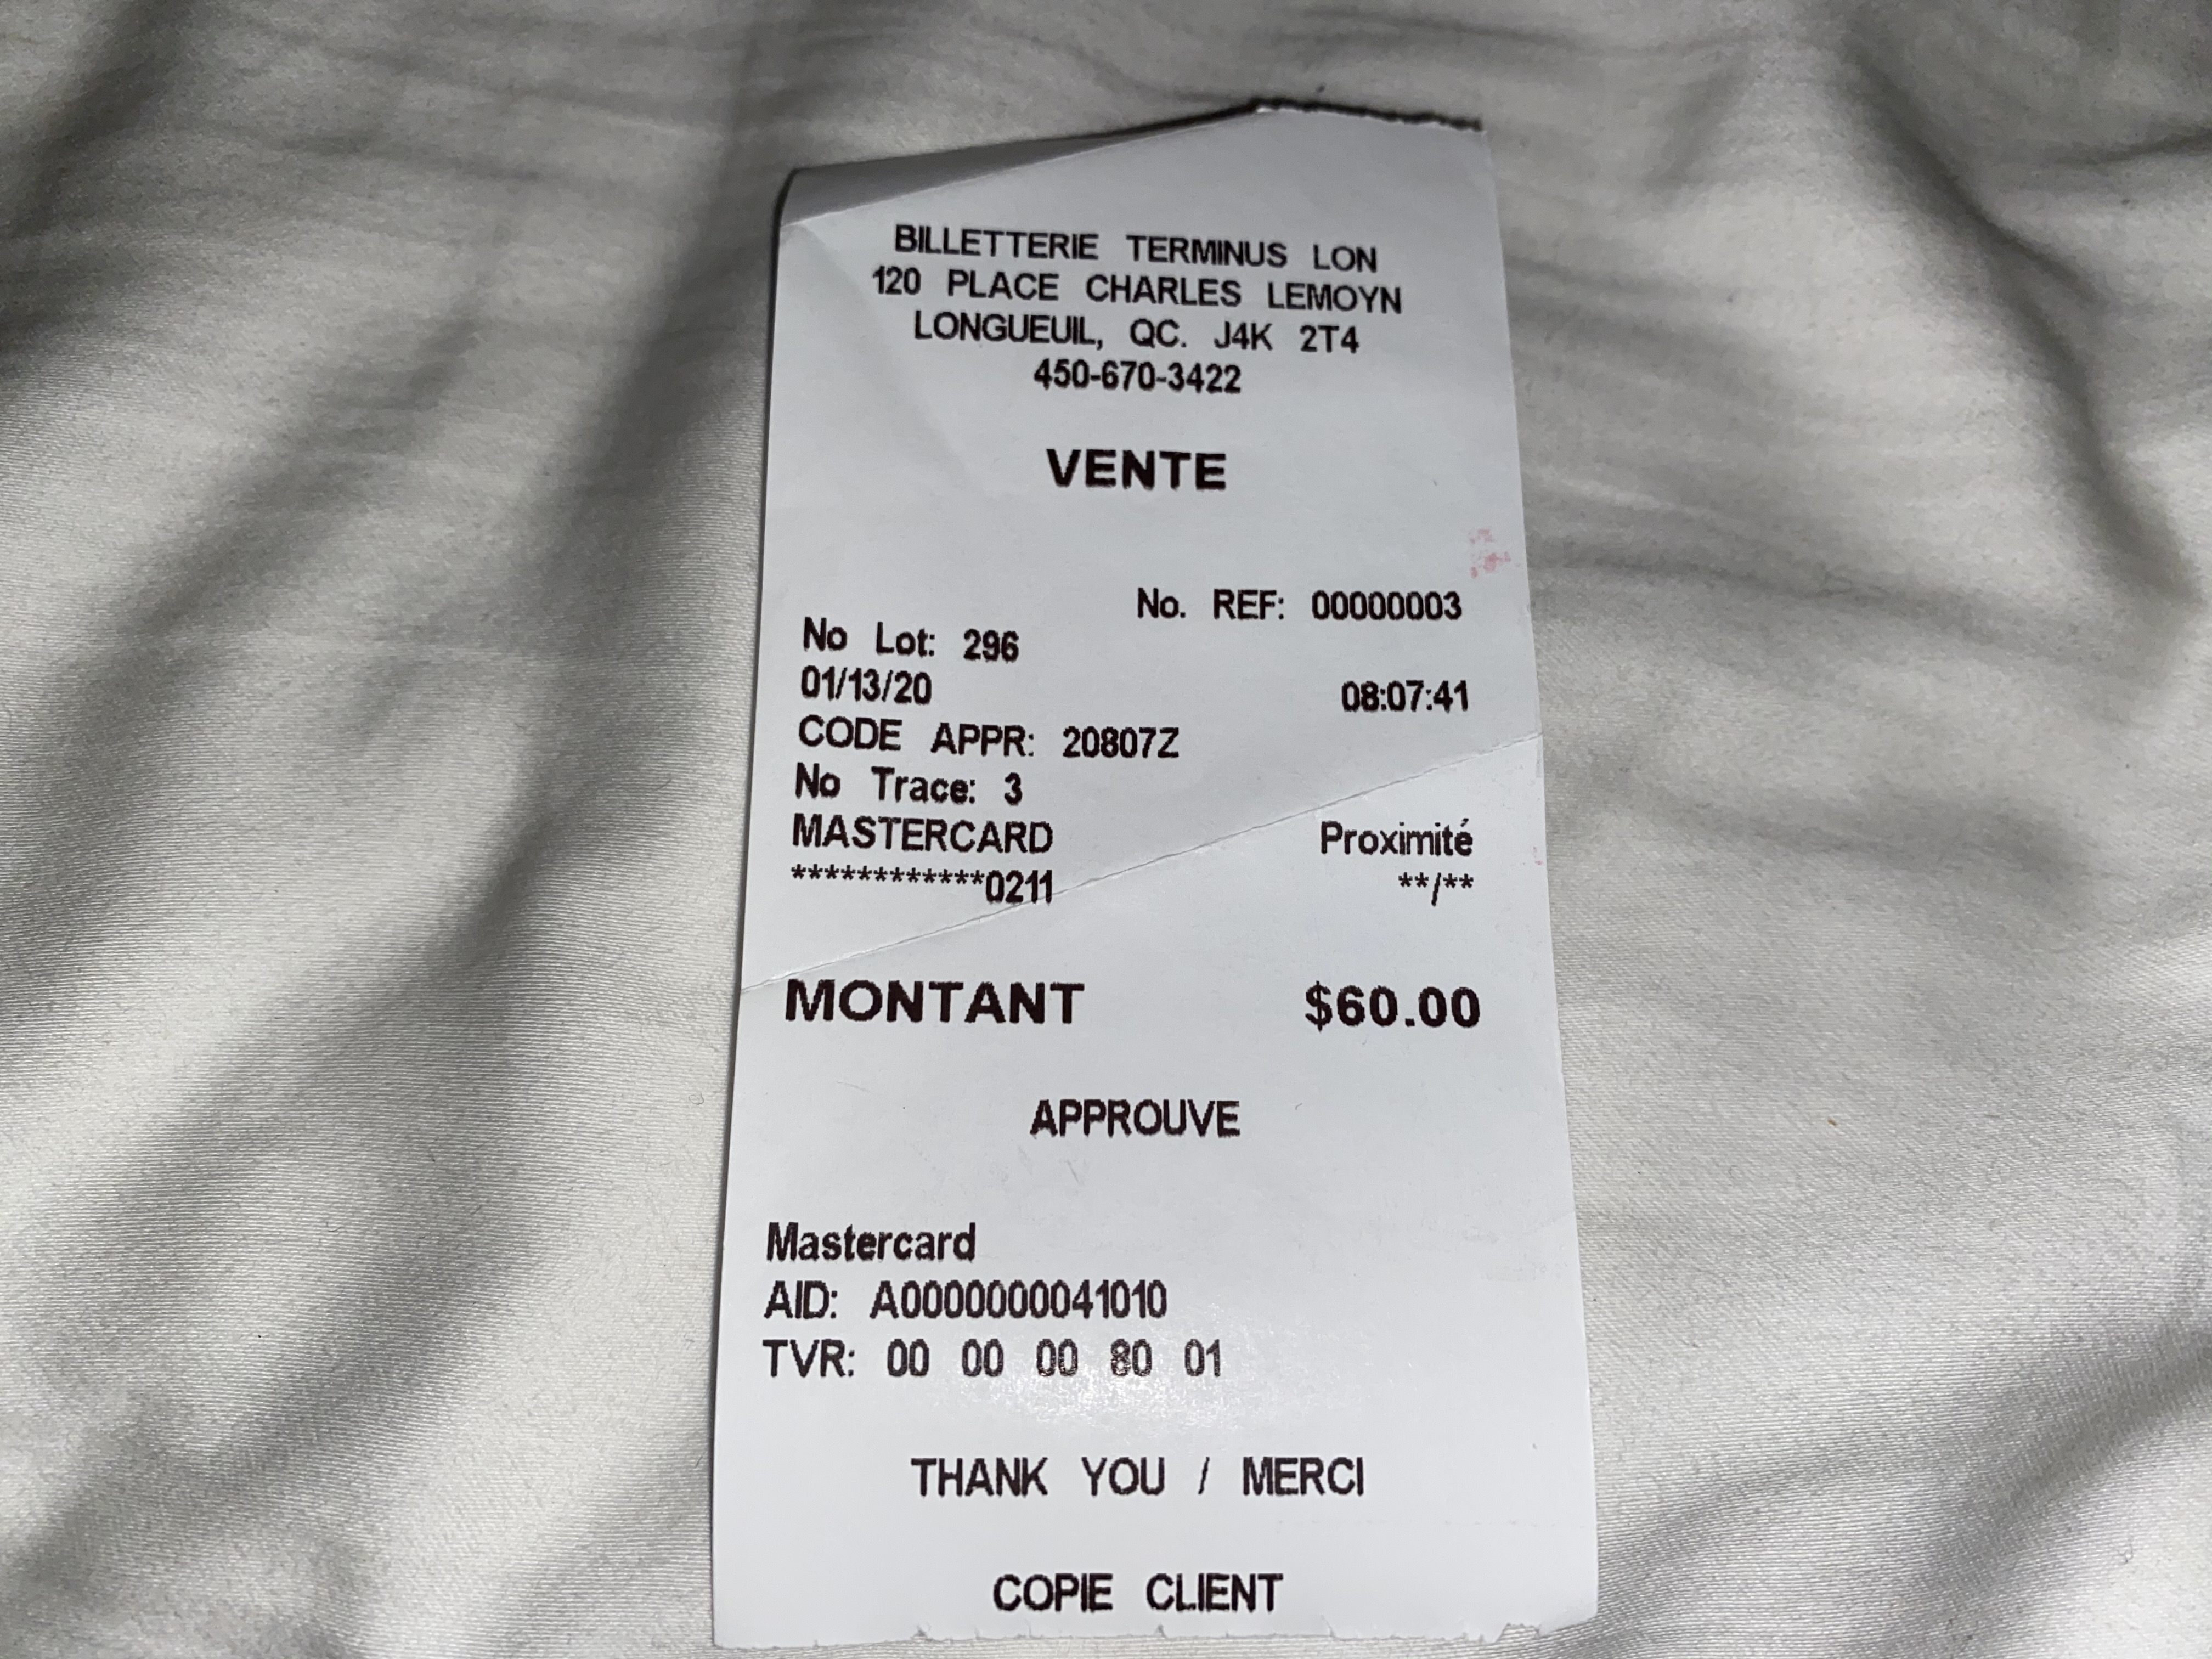 BILLETTERIE TERMINUS LON
120 PLACE CHARLES LEMOYN
LONGUEUIL, QC. J4K 2T4
450-670-3422
VENTE
No. REF: 00000003
No Lot: 296
01/13/20 08:07:41
CODE APPR: 20807Z
No Trace: 3
MASTERCARD Proximité
************0211 **/**
MONTANT $60.00
APPROUVE
Mastercard
AID: A0000000041010
TVR: 00 00 00 80 01
THANK YOU / MERCI
COPIE CLIENT